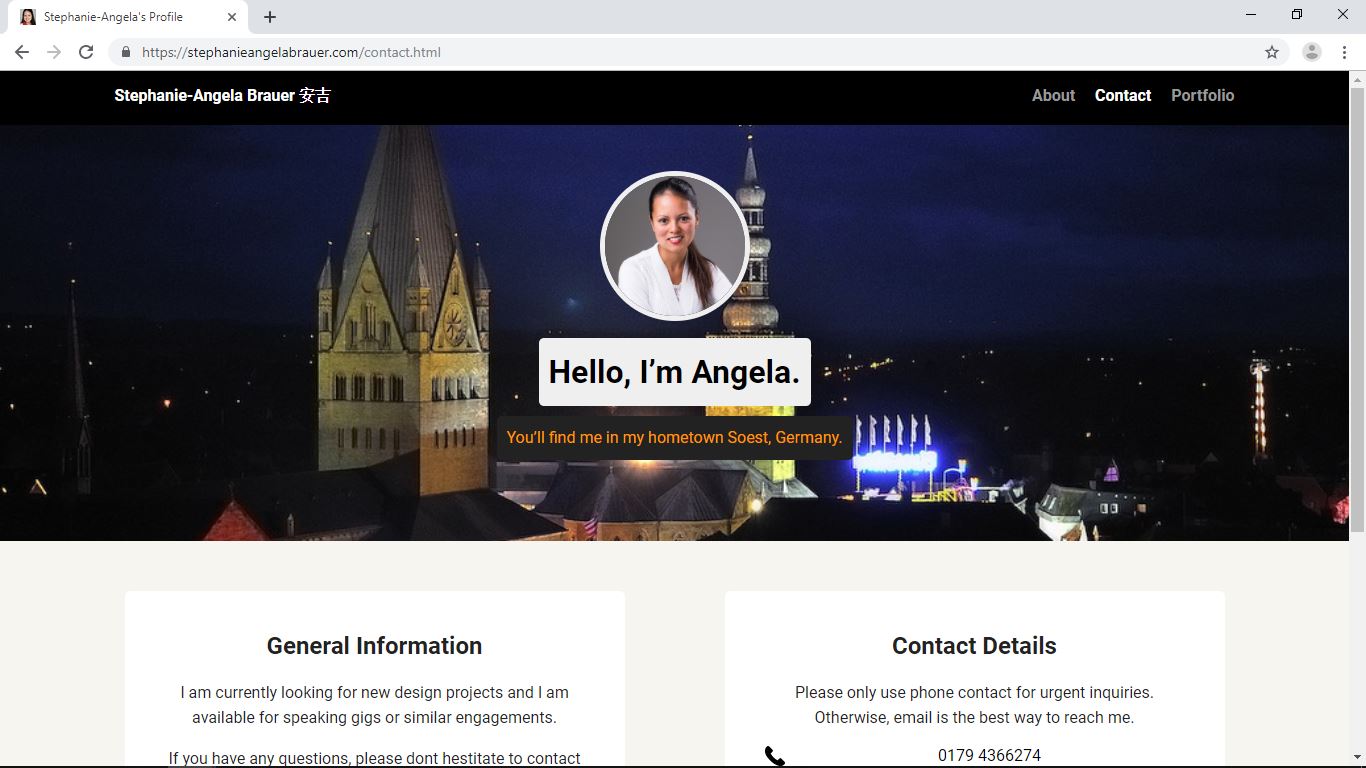 Stephanie-Angela's Profile
https://stephanieangelabrauer.com/contact.html
Stephanie-Angela Brauer 安吉
About Contact Portfolio
Hello, I’m Angela.
You’ll find me in my hometown Soest, Germany.
General Information
I am currently looking for new design projects and I am
available for speaking gigs or similar engagements.
If you have any questions, please dont hestitate to contact
Contact Details
Please only use phone contact for urgent inquiries.
Otherwise, email is the best way to reach me.
0179 4366274